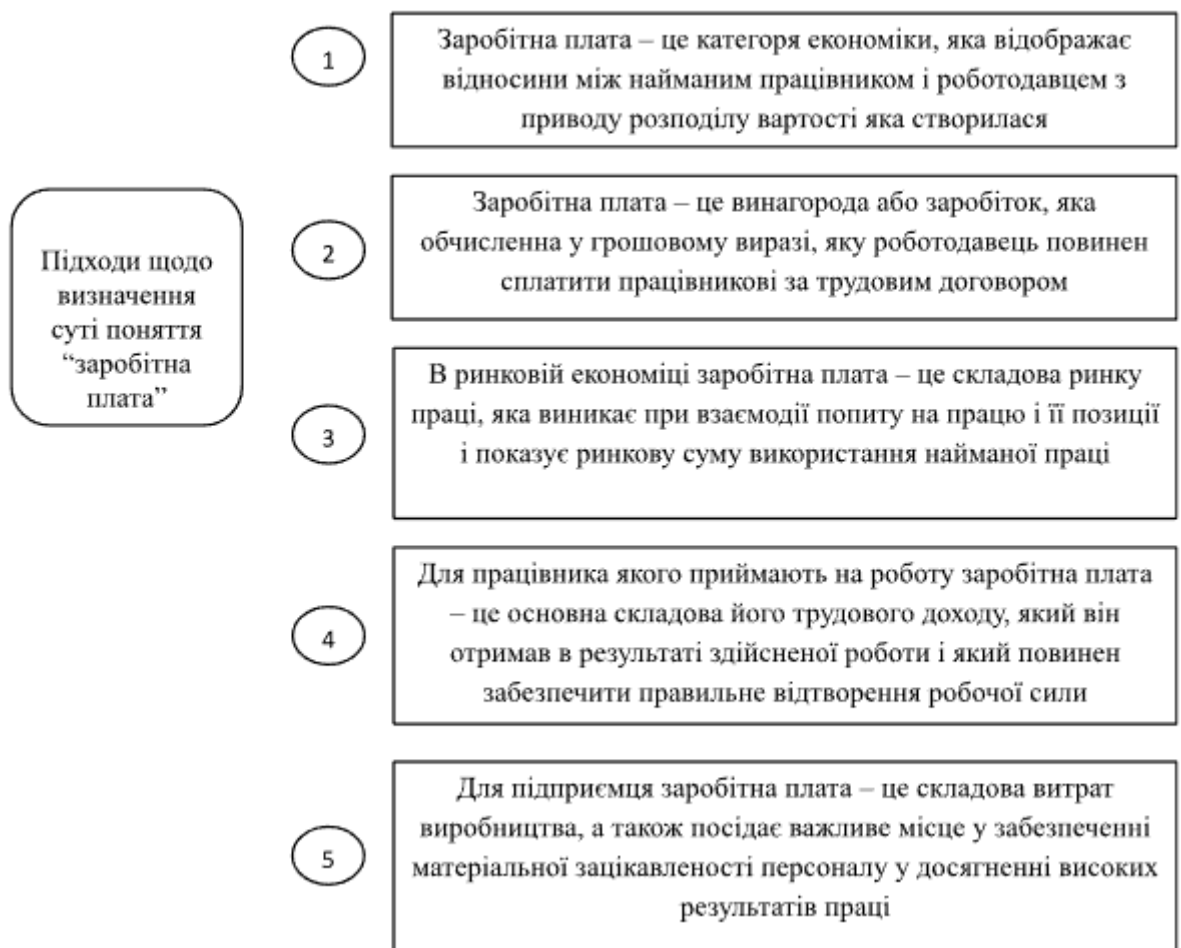 1
Заробітна плата – це категоря економіки, яка відображає
відносини між найманим працівником і роботодавцем з
приводу розподілу вартості яка створилася
Підходи щодо
визначення
суті поняття
“заробітна
плата”
2
Заробітна плата – це винагорода або заробіток, яка
обчисленна у грошовому виразі, яку роботодавець повинен
сплатити працівникові за трудовим договором
3
В ринковій економіці заробітна плата – це складова ринку
праці, яка виникає при взаємодії попиту на працю і її позиції
і показує ринкову суму використання найманої праці
4
Для працівника якого приймають на роботу заробітна плата
– це основна складова його трудового доходу, який він
отримав в результаті здійсненої роботи і який повинен
забезпечити правильне відтворення робочої сили
5
Для підприємця заробітна плата – це складова витрат
виробництва, а також посідає важливе місце у забезпеченні
матеріальної зацікавленості персоналу у досягненні високих
результатів праці